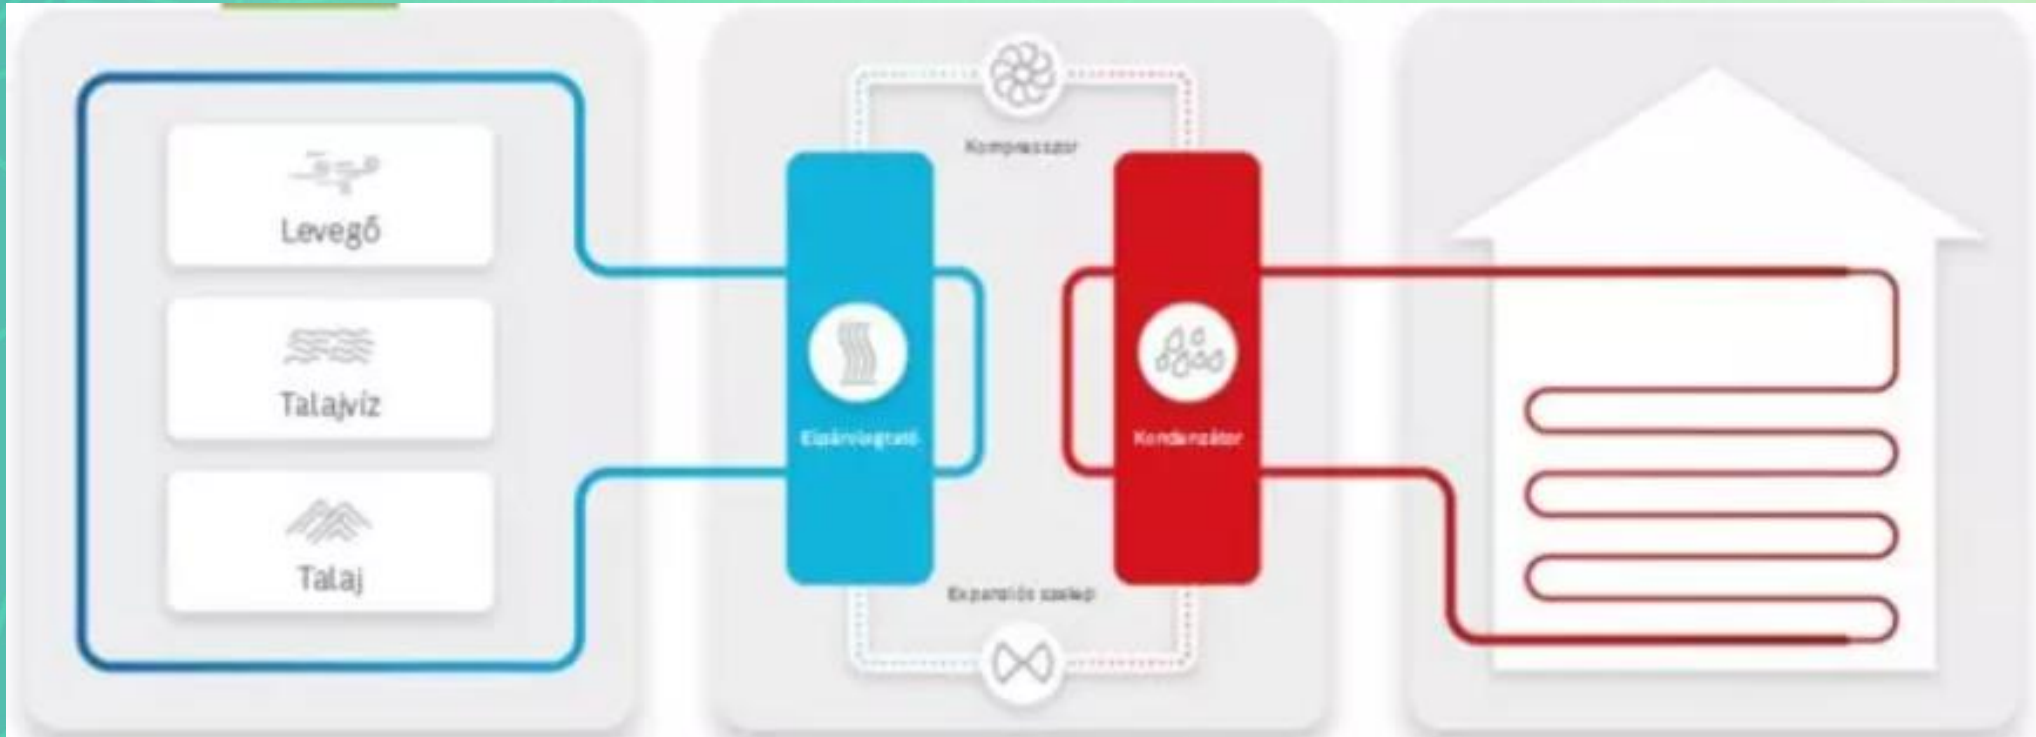 Levegő
Talajvíz
Talaj
Kompresszor
Elpárologtató
Kondenzátor
Expanziós szelep